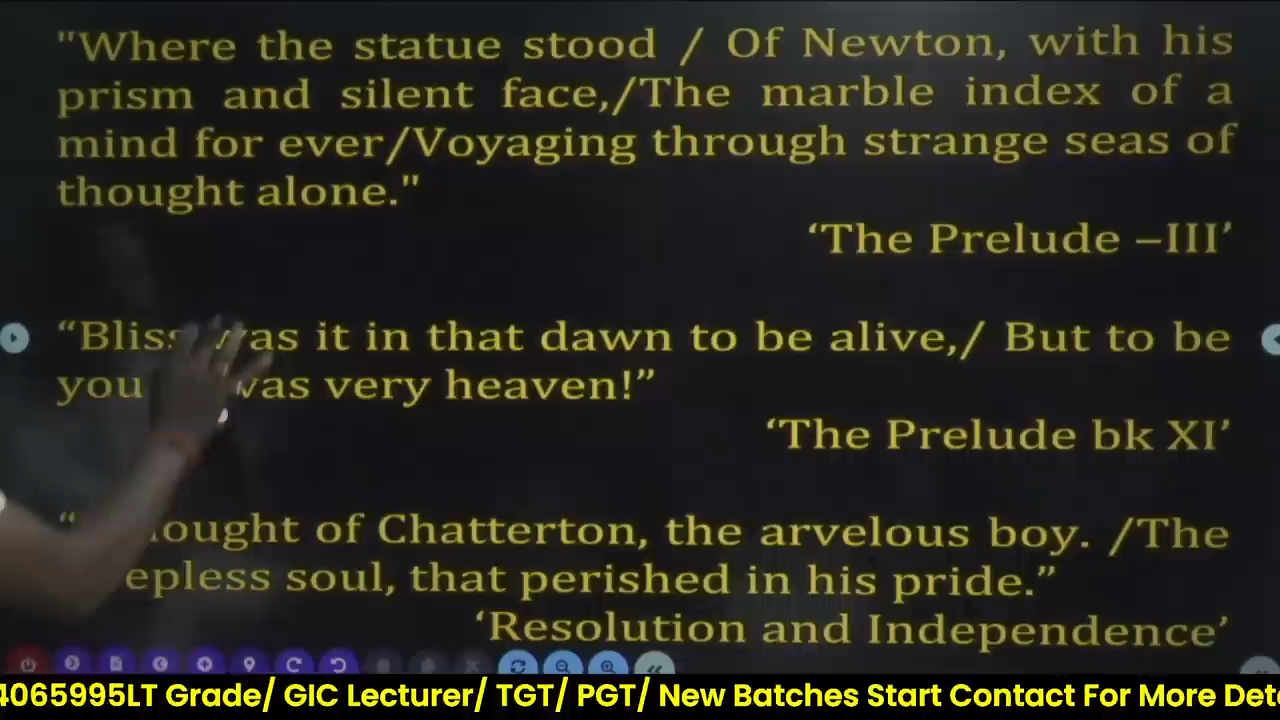 "Where the statue stood / Of Newton, with his
prism and silent face,/The marble index of a
mind for ever/Voyaging through strange seas of
thought alone."
‘The Prelude –III’
“Bliss was it in that dawn to be alive,/ But to be
you was very heaven!”
‘The Prelude bk XI’
“ hought of Chatterton, the arvelous boy. /The
epless soul, that perished in his pride.”
‘Resolution and Independence’
4065995LT Grade/ GIC Lecturer/ TGT/ PGT/ New Batches Start Contact For More Deta